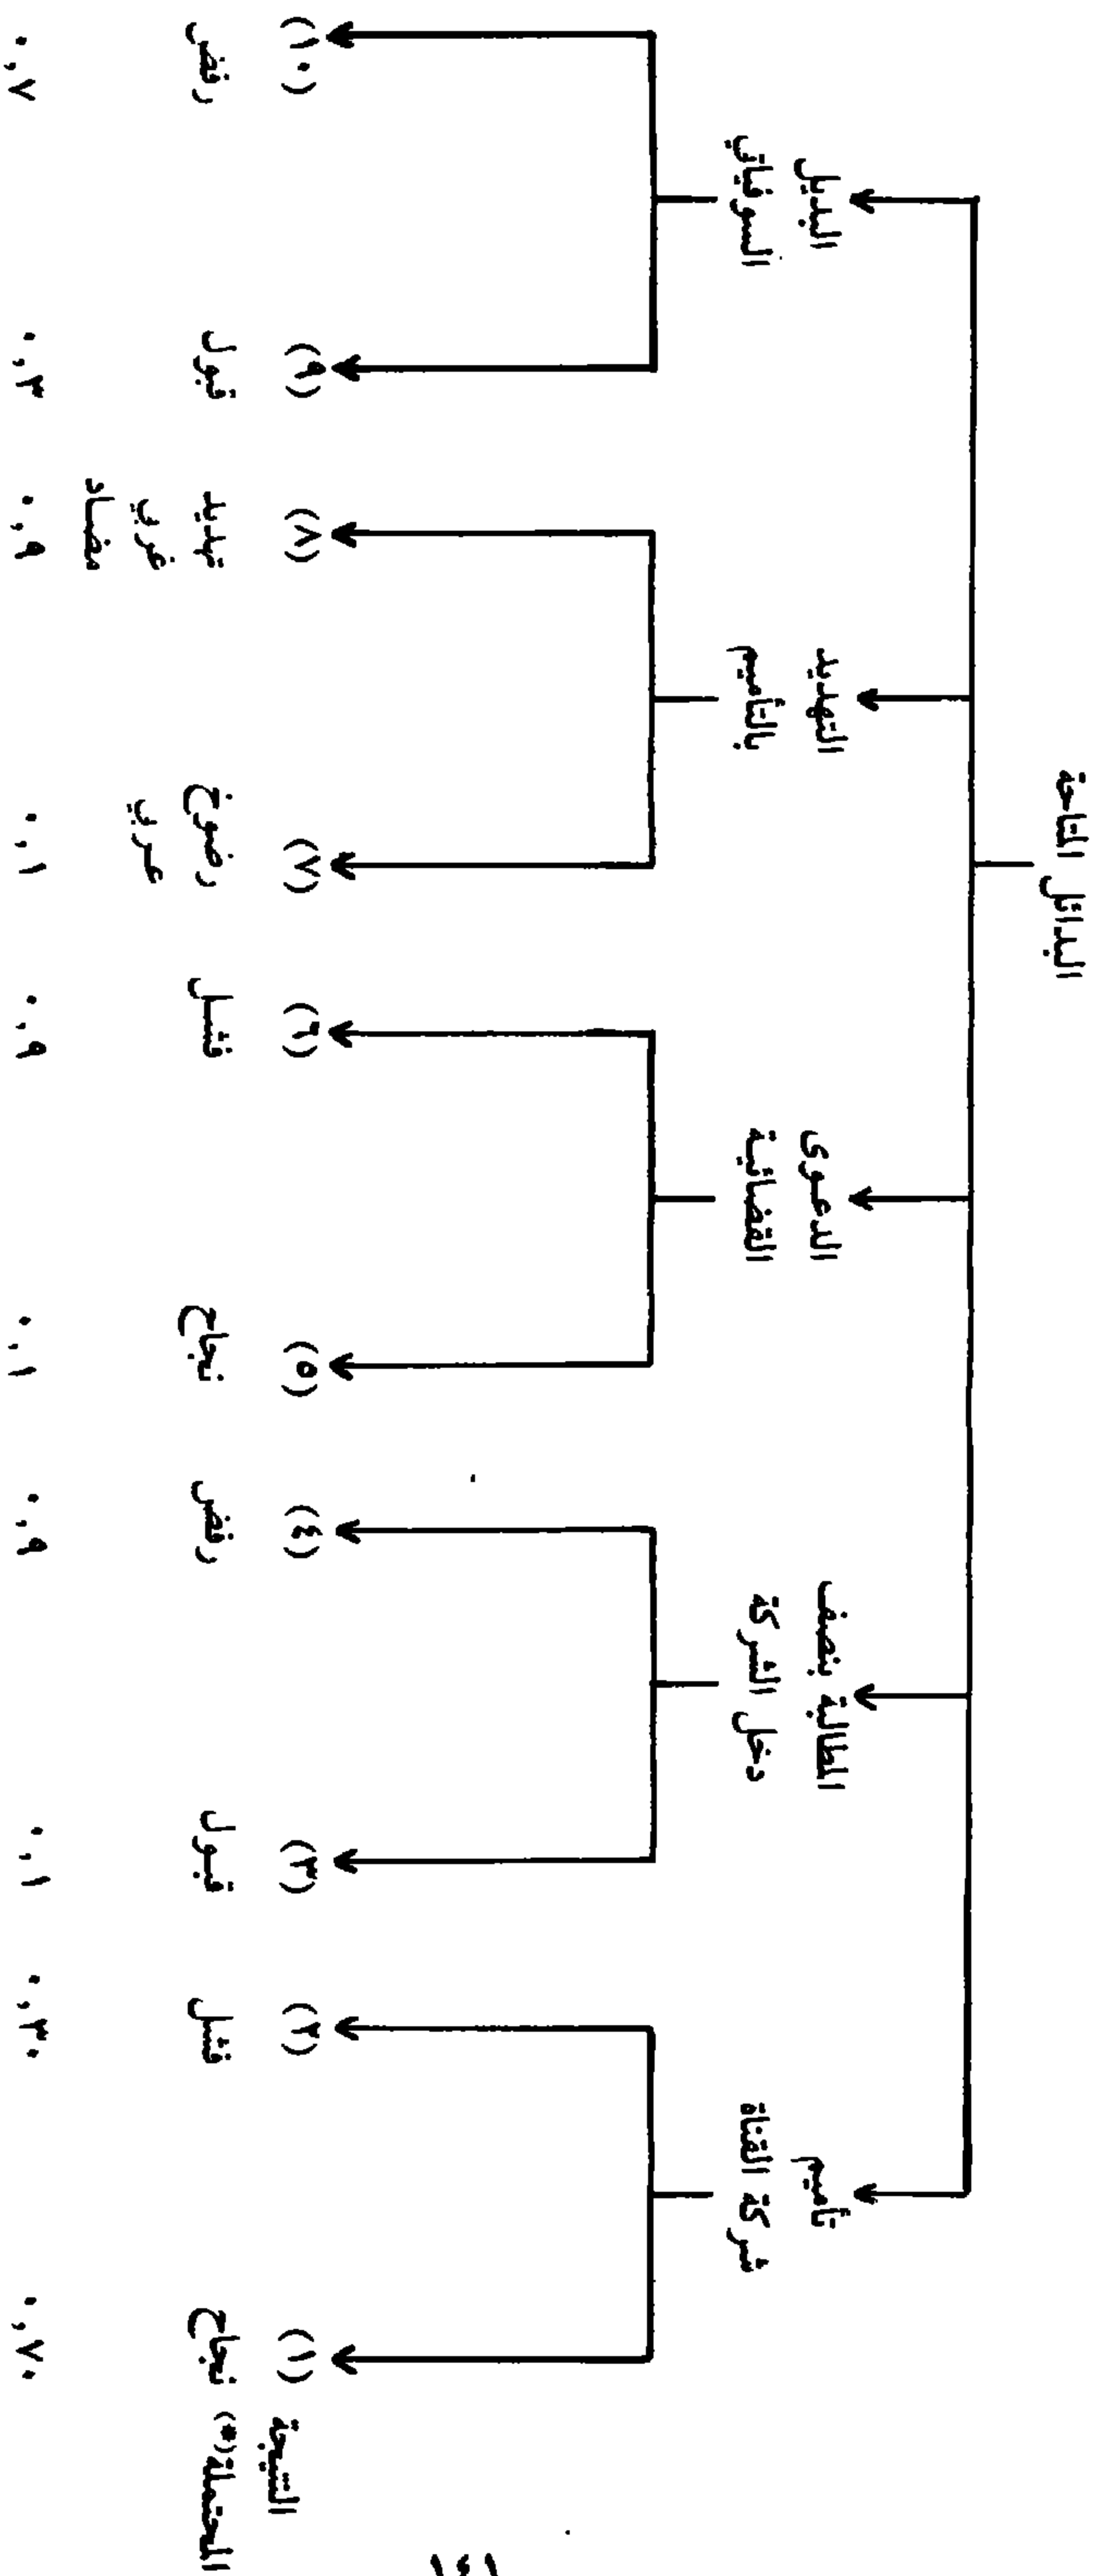 البدائل المتاحة
تأميم
شركة القناة
المطالبة بنصف
دخل الشركة
الدعوى
القضائية
التهديد
بالتأميم
البديل
السوفياتي
النتيجة
المحتملة(*)
(١) (٢) (٣) (٤) (٥) (٦) (٧) (٨) (٩) (١٠)
نجاح فشل قبول رفض نجاح فشل رضوخ تهديد قبول رفض
عربي غربي
مضاد
٠,٧٠ ٠,٣٠ ٠,١ ٠,٩ ٠,١ ٠,٩ ٠,١ ٠,٩ ٠,٣ ٠,٧